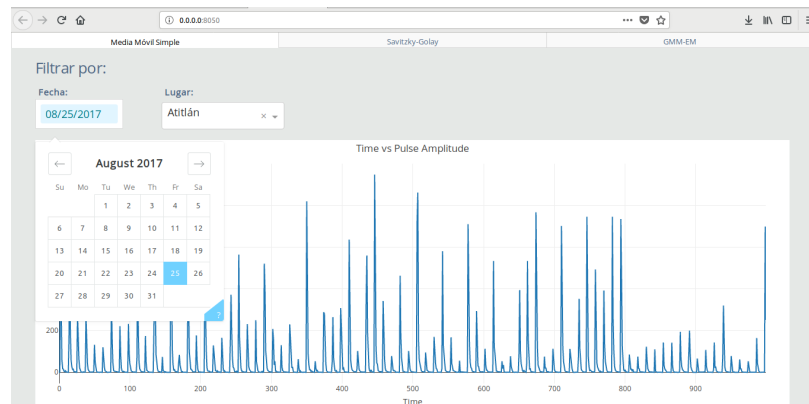 0.0.0.0:8050
Media Móvil Simple
Savitzky-Golay
GMM-EM
Filtrar por:
Fecha:
Lugar:
08/25/2017
Atitlán
×
Time vs Pulse Amplitude
August 2017
Su Mo Tu We Th Fr Sa
1 2 3 4 5
6 7 8 9 10 11 12
13 14 15 16 17 18 19
20 21 22 23 24 25 26
27 28 29 30 31
?
200
0
0 100 200 300 400 500 600 700 800 900
Time